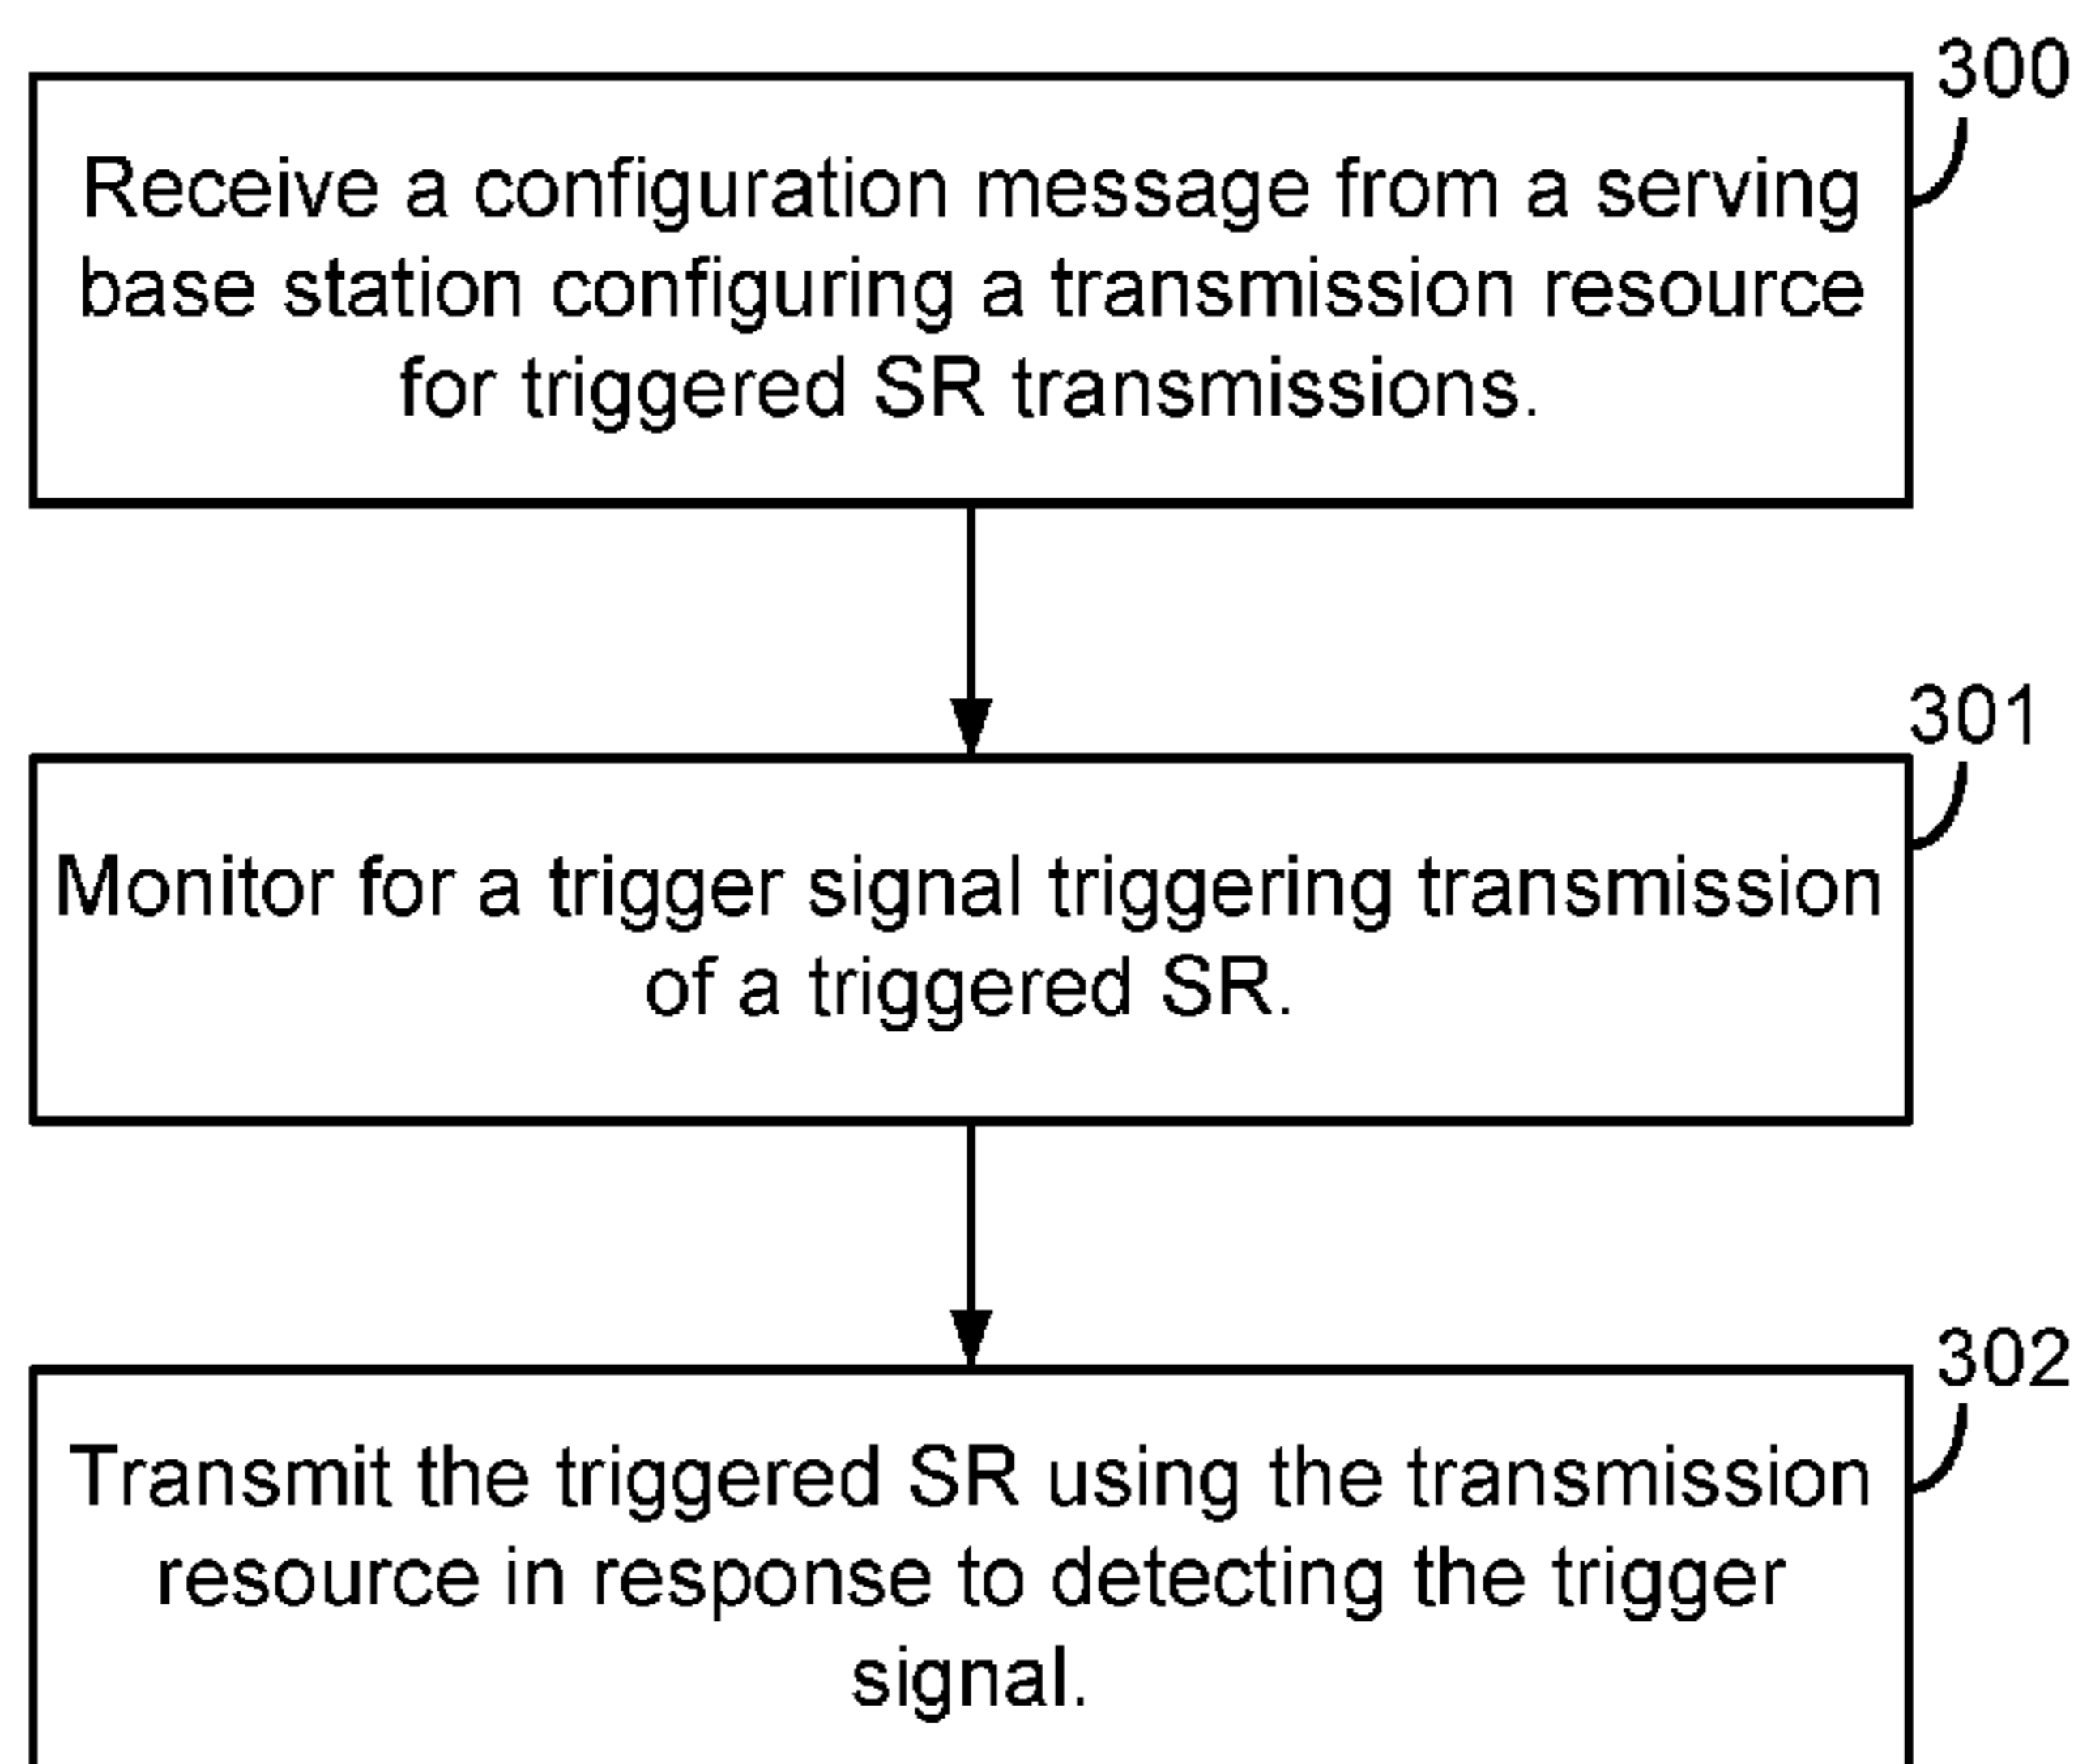 300
Receive a configuration message from a serving
base station configuring a transmission resource
for triggered SR transmissions.
301
Monitor for a trigger signal triggering transmission
of a triggered SR.
302
Transmit the triggered SR using the transmission
resource in response to detecting the trigger
signal.